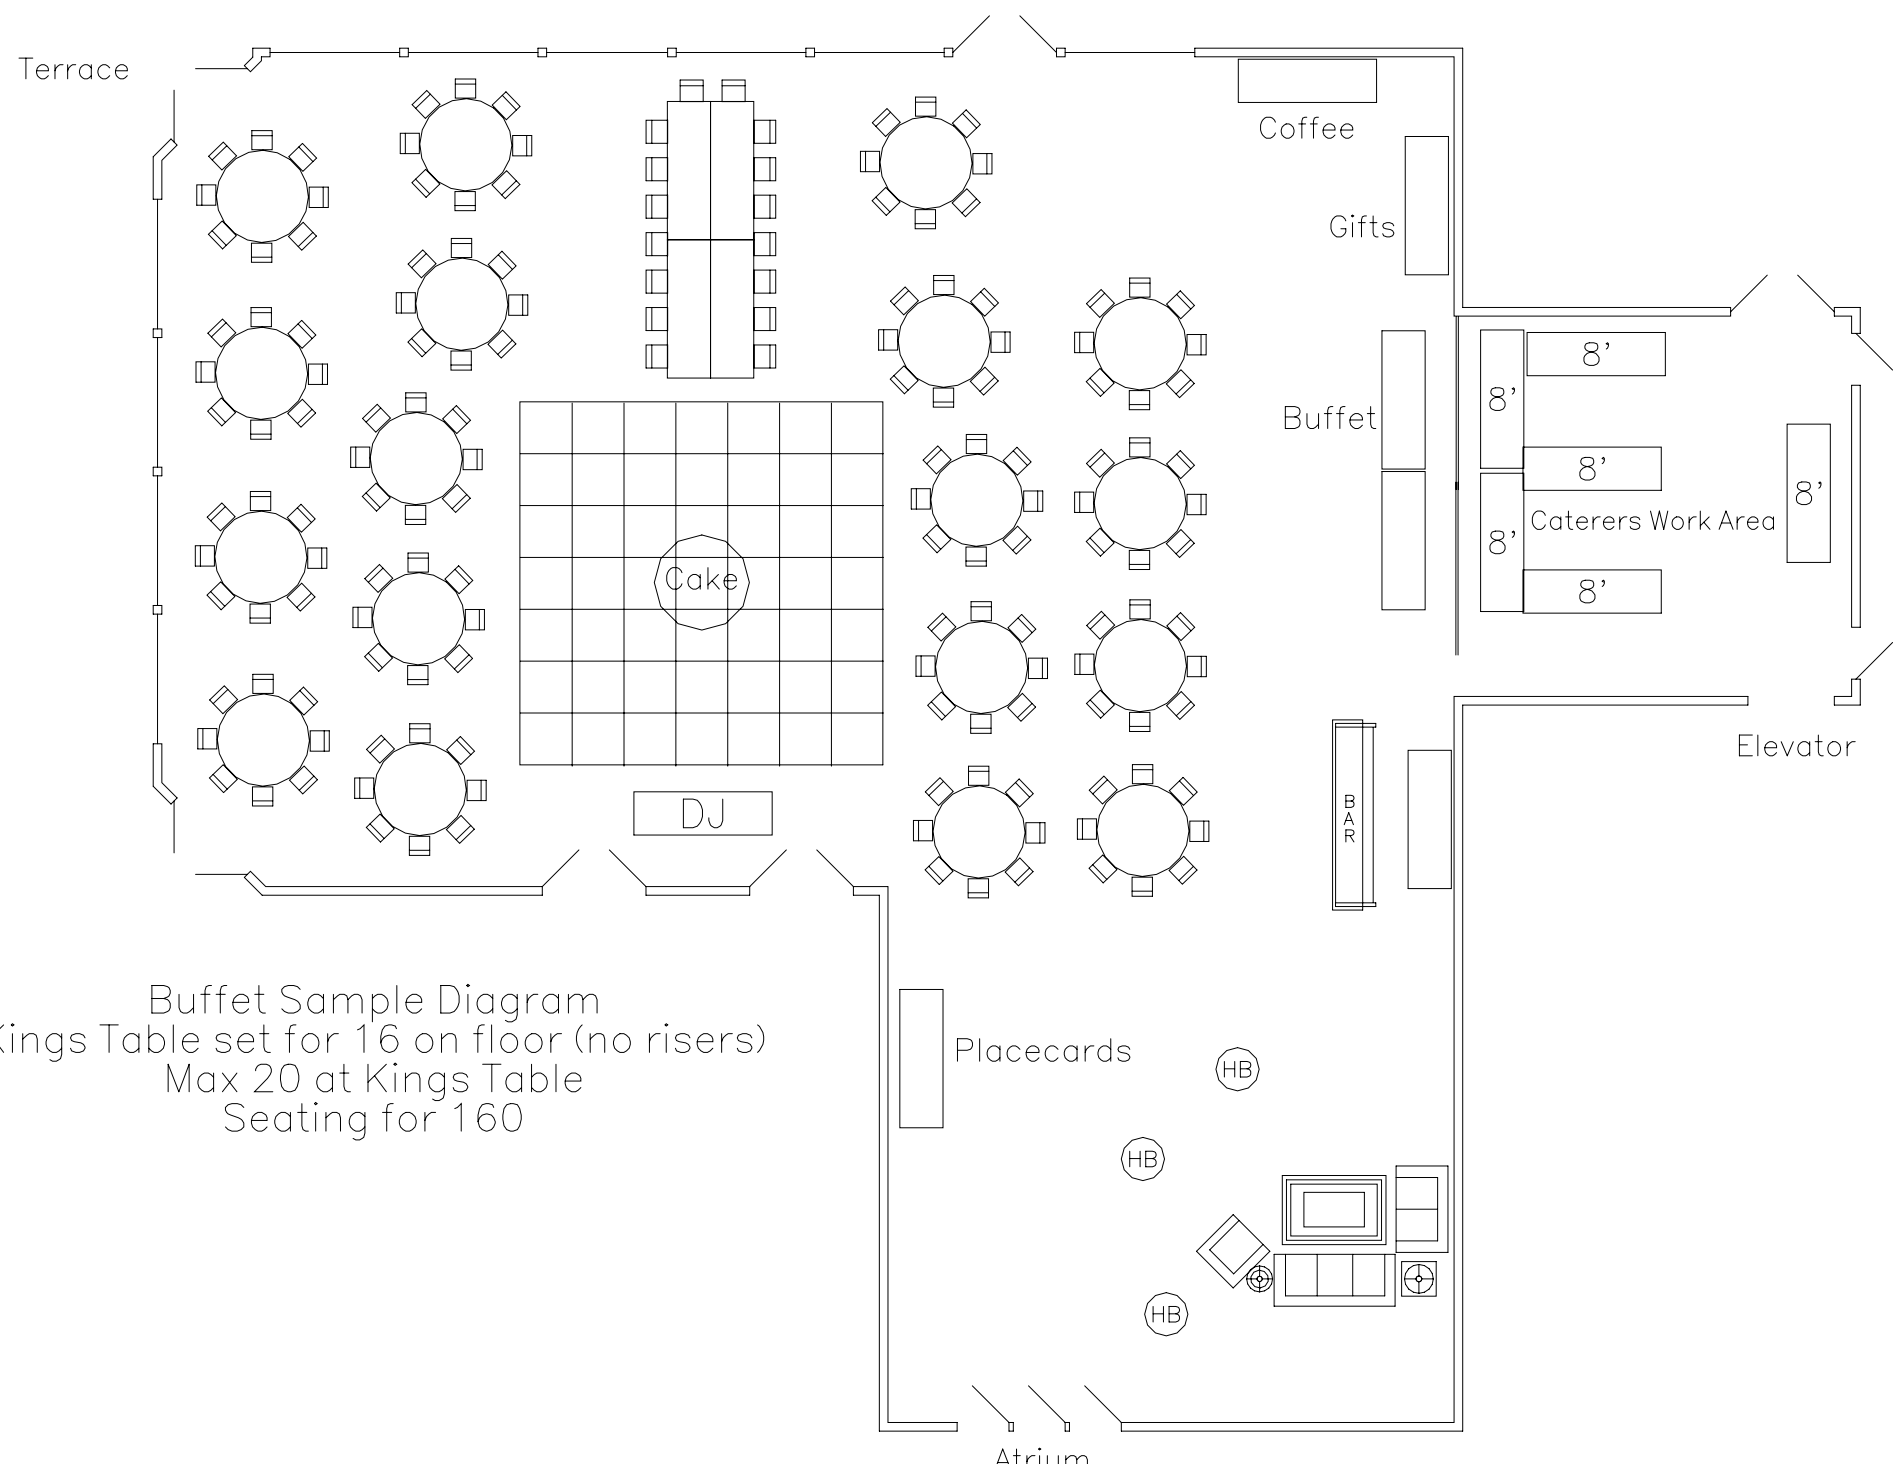 Terrace
Coffee
Gifts
8'
8'
Buffet
8'
8'
Caterers Work Area
8'
Cake
8'
Elevator
DJ
BAR
Buffet Sample Diagram
Kings Table set for 16 on floor (no risers)
Max 20 at Kings Table
Seating for 160
Placecards
HB
HB
HB
Atrium